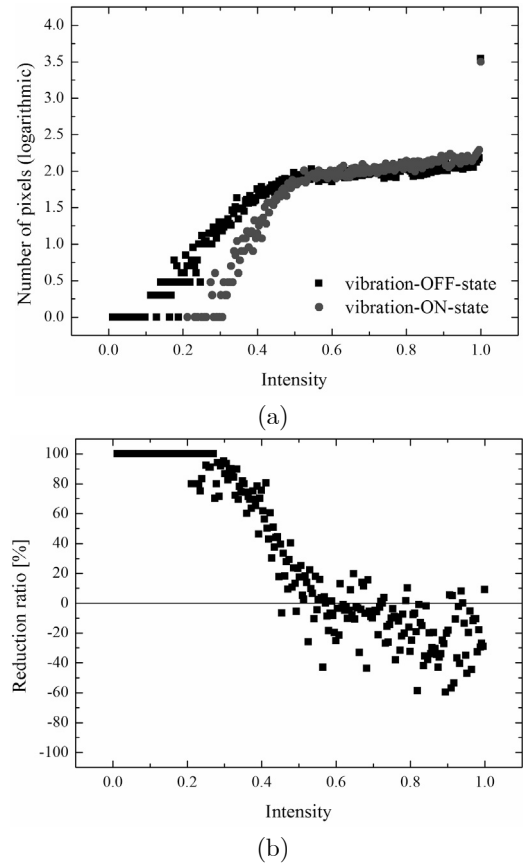 Number of pixels (logarithmic)
4.0
3.5
3.0
2.5
2.0
1.5
1.0
0.5
0.0
vibration-OFF-state
vibration-ON-state
0.0 0.2 0.4 0.6 0.8 1.0
Intensity
(a)
Reduction ratio [%]
100
80
60
40
20
0
-20
-40
-60
-80
-100
0.0 0.2 0.4 0.6 0.8 1.0
Intensity
(b)